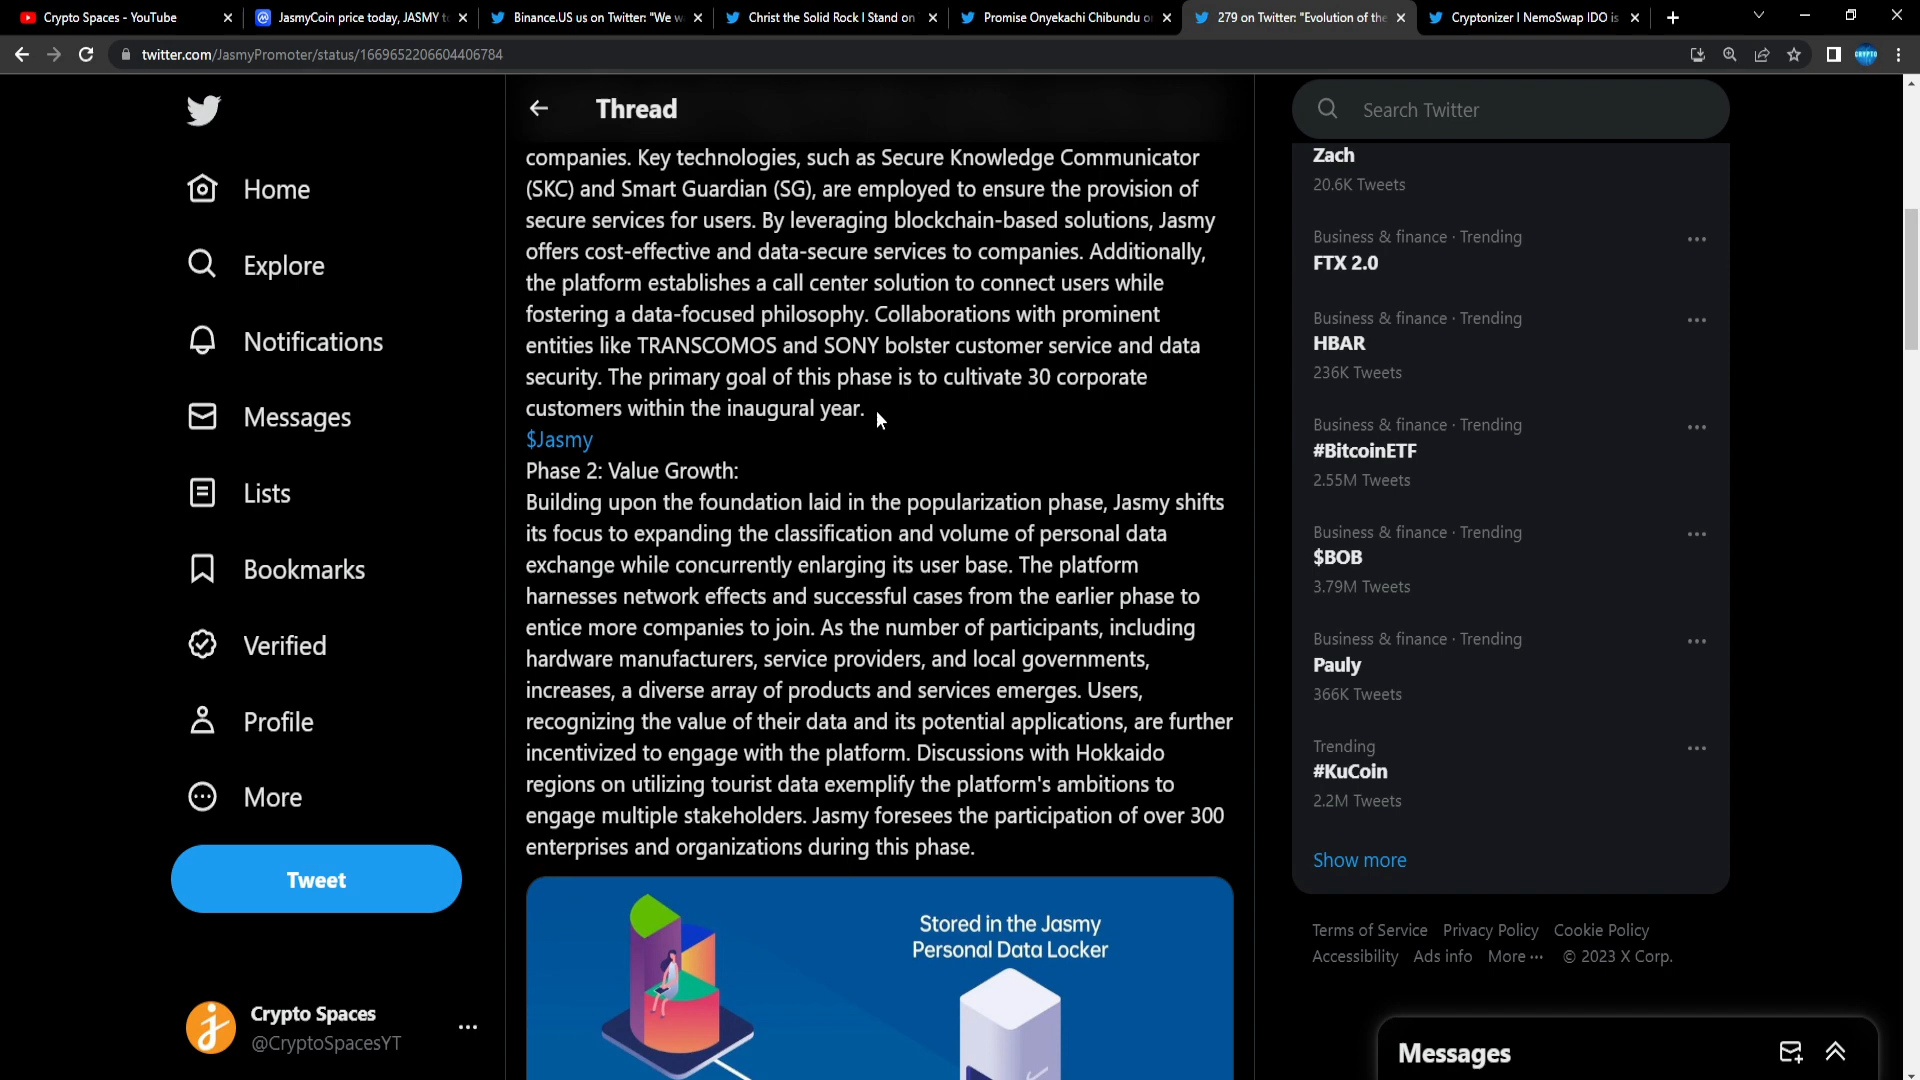 Crypto Spaces - YouTube
JasmyCoin price today, JASMY t
Binance.US us on Twitter: "We w
Christ the Solid Rock I Stand on
Promise Onyekachi Chibundu o
279 on Twitter: "Evolution of the
Cryptonizer I NemoSwap IDO is
twitter.com/JasmyPromoter/status/1669652206604406784
CRYPTO
Thread
Search Twitter
Home
Explore
Notifications
Messages
Lists
Bookmarks
Verified
Profile
More
Tweet
Crypto Spaces
@CryptoSpacesYT
companies. Key technologies, such as Secure Knowledge Communicator
(SKC) and Smart Guardian (SG), are employed to ensure the provision of
secure services for users. By leveraging blockchain-based solutions, Jasmy
offers cost-effective and data-secure services to companies. Additionally,
the platform establishes a call center solution to connect users while
fostering a data-focused philosophy. Collaborations with prominent
entities like TRANSCOMOS and SONY bolster customer service and data
security. The primary goal of this phase is to cultivate 30 corporate
customers within the inaugural year.
$Jasmy
Phase 2: Value Growth:
Building upon the foundation laid in the popularization phase, Jasmy shifts
its focus to expanding the classification and volume of personal data
exchange while concurrently enlarging its user base. The platform
harnesses network effects and successful cases from the earlier phase to
entice more companies to join. As the number of participants, including
hardware manufacturers, service providers, and local governments,
increases, a diverse array of products and services emerges. Users,
recognizing the value of their data and its potential applications, are further
incentivized to engage with the platform. Discussions with Hokkaido
regions on utilizing tourist data exemplify the platform's ambitions to
engage multiple stakeholders. Jasmy foresees the participation of over 300
enterprises and organizations during this phase.
Stored in the Jasmy
Personal Data Locker
Zach
20.6K Tweets
Business & finance · Trending
FTX 2.0
Business & finance · Trending
HBAR
236K Tweets
Business & finance · Trending
#BitcoinETF
2.55M Tweets
Business & finance · Trending
$BOB
3.79M Tweets
Business & finance · Trending
Pauly
366K Tweets
Trending
#KuCoin
2.2M Tweets
Show more
Terms of Service Privacy Policy Cookie Policy
Accessibility Ads info More ··· © 2023 X Corp.
Messages